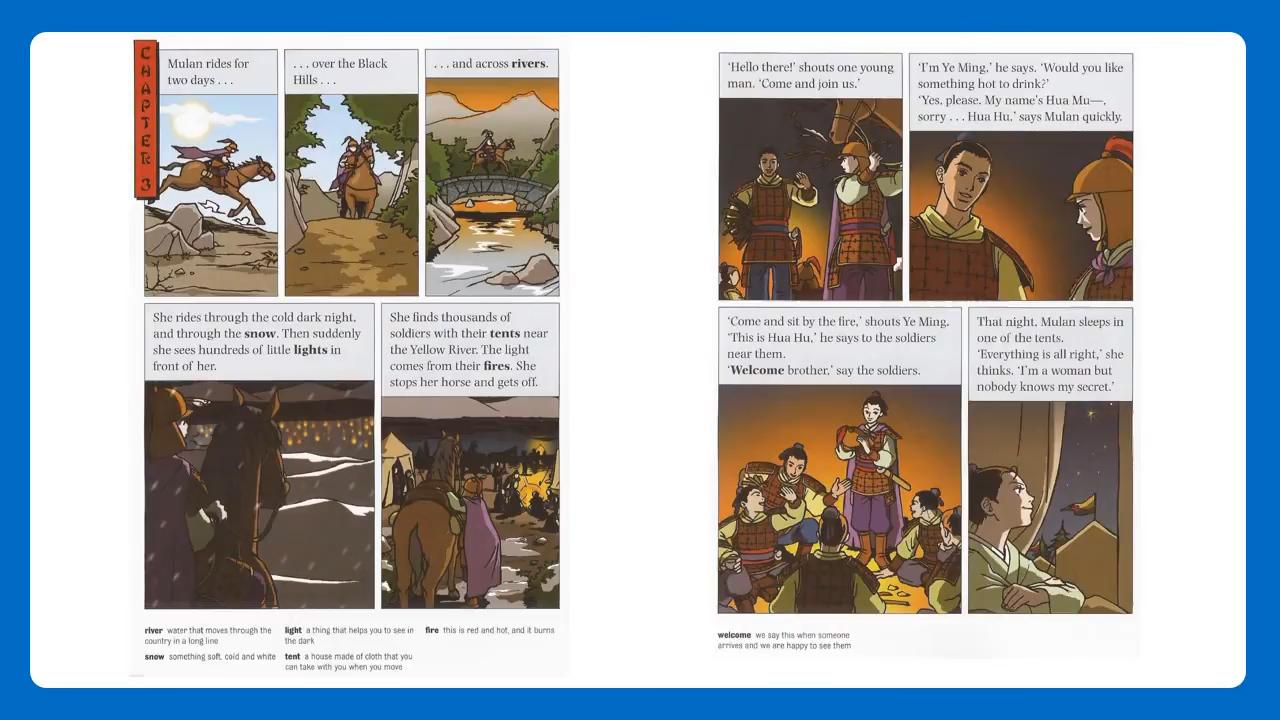 CHAPTER 3
Mulan rides for
two days . . .
. . . over the Black
Hills . . .
. . . and across rivers.
She rides through the cold dark night,
and through the snow. Then suddenly
she sees hundreds of little lights in
front of her.
She finds thousands of
soldiers with their tents near
the Yellow River. The light
comes from their fires. She
stops her horse and gets off.
river water that moves through the
country in a long line
snow something soft, cold and white
light a thing that helps you to see in
the dark
tent a house made of cloth that you
can take with you when you move
fire this is red and hot, and it burns
‘Hello there!’ shouts one young
man. ‘Come and join us.’
‘I’m Ye Ming,’ he says. ‘Would you like
something hot to drink?’
‘Yes, please. My name’s Hua Mu—,
sorry . . . Hua Hu,’ says Mulan quickly.
‘Come and sit by the fire,’ shouts Ye Ming.
‘This is Hua Hu,’ he says to the soldiers
near them.
‘Welcome brother,’ say the soldiers.
That night, Mulan sleeps in
one of the tents.
‘Everything is all right,’ she
thinks. ‘I’m a woman but
nobody knows my secret.’
welcome we say this when someone
arrives and we are happy to see them